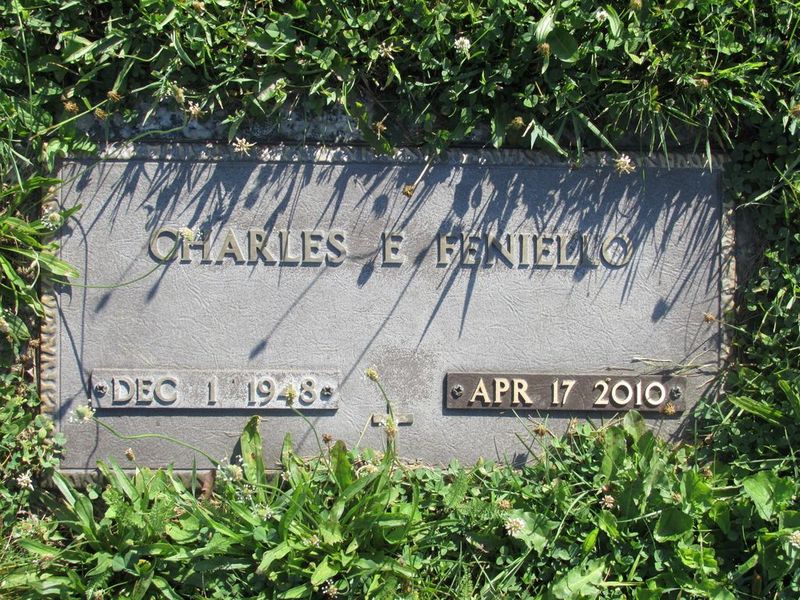 CHARLES E FENIELLO
DEC 1 1948
APR 17 2010